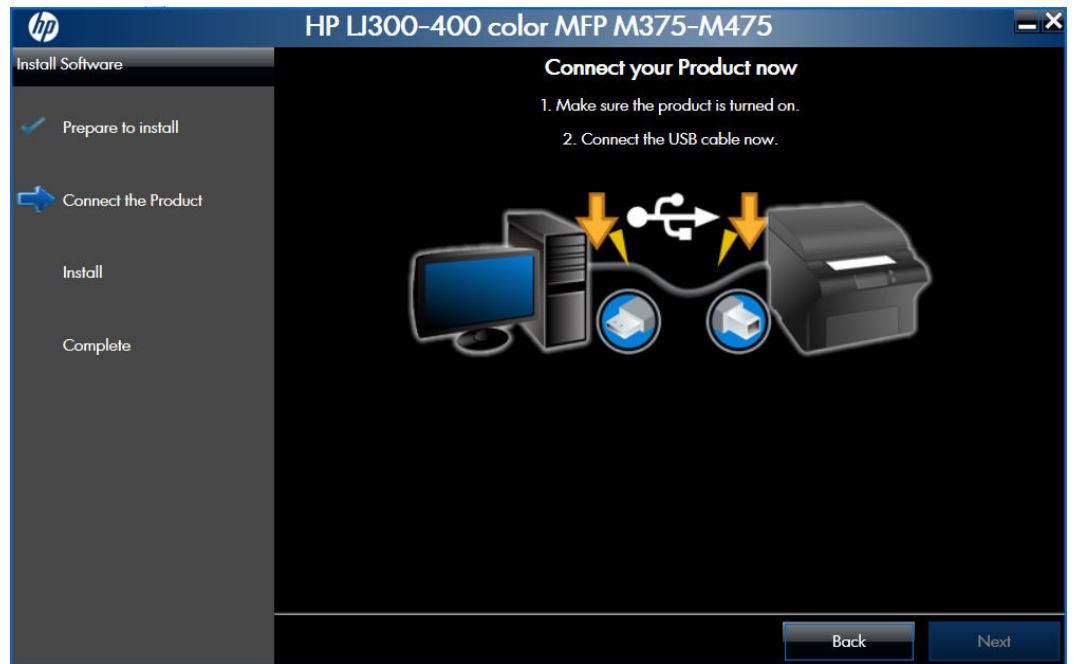 hp
HP LJ300-400 color MFP M375-M475
Install Software
Prepare to install
Connect the Product
Install
Complete
Connect your Product now
1. Make sure the product is turned on.
2. Connect the USB cable now.
Back
Next